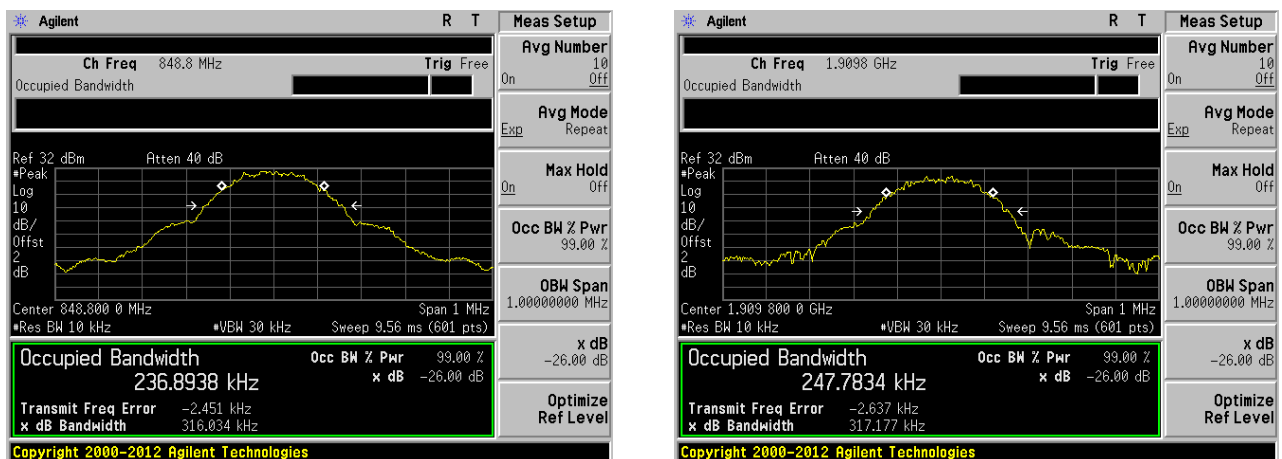 Agilent R T Meas Setup
Ch Freq 848.8 MHz Trig Free
Occupied Bandwidth
Ref 32 dBm Atten 40 dB
#Peak
Log
10
dB/
Offst
2
dB
Center 848.800 0 MHz Span 1 MHz
#Res BW 10 kHz #VBW 30 kHz Sweep 9.56 ms (601 pts)
Occupied Bandwidth Occ BW % Pwr 99.00 %
236.8938 kHz x dB -26.00 dB
Transmit Freq Error -2.451 kHz
x dB Bandwidth 316.034 kHz
Copyright 2000-2012 Agilent Technologies
Avg Number
10
On Off
Avg Mode
Exp Repeat
Max Hold
On Off
Occ BW % Pwr
99.00 %
OBW Span
1.00000000 MHz
x dB
-26.00 dB
Optimize
Ref Level
Agilent R T Meas Setup
Ch Freq 1.9098 GHz Trig Free
Occupied Bandwidth
Ref 32 dBm Atten 40 dB
#Peak
Log
10
dB/
Offst
2
dB
Center 1.909 800 0 GHz Span 1 MHz
#Res BW 10 kHz #VBW 30 kHz Sweep 9.56 ms (601 pts)
Occupied Bandwidth Occ BW % Pwr 99.00 %
247.7834 kHz x dB -26.00 dB
Transmit Freq Error -2.637 kHz
x dB Bandwidth 317.177 kHz
Copyright 2000-2012 Agilent Technologies
Avg Number
10
On Off
Avg Mode
Exp Repeat
Max Hold
On Off
Occ BW % Pwr
99.00 %
OBW Span
1.00000000 MHz
x dB
-26.00 dB
Optimize
Ref Level